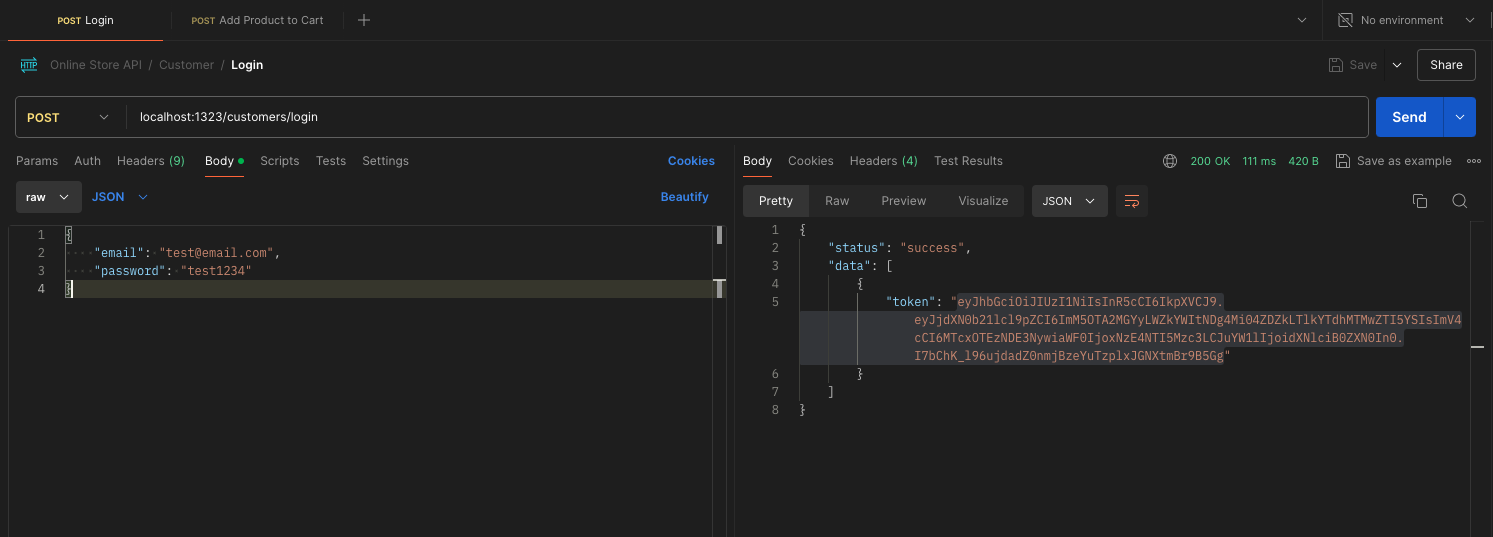 POST Login
POST Add Product to Cart
No environment
HTTP Online Store API / Customer / Login
Save
Share
POST
localhost:1323/customers/login
Send
Params Auth Headers (9) Body Scripts Tests Settings Cookies
raw JSON Beautify
1 {
2 "email": "test@email.com",
3 "password": "test1234"
4 }
Body Cookies Headers (4) Test Results 200 OK 111 ms 420 B Save as example
Pretty Raw Preview Visualize JSON
1 {
2 "status": "success",
3 "data": [
4 {
5 "token": "eyJhbGciOiJIUzI1NiIsInR5cCI6IkpXVCJ9.
eyJjdXN0b21lcl9pZCI6ImM5OTA2MGYyLWZkYWItNDg4Mi04ZDZkLTlkYTdhMTMwZTI5YSIsImV4
cCI6MTcxOTEzNDE3NywiaWF0IjoxNzE4NTI5Mzc3LCJuYW1lIjoidXNlciB0ZXN0In0.
I7bChK_l96ujdadZ0nmjBzeYuTzplxJGNXtmBr9B5Gg"
6 }
7 ]
8 }